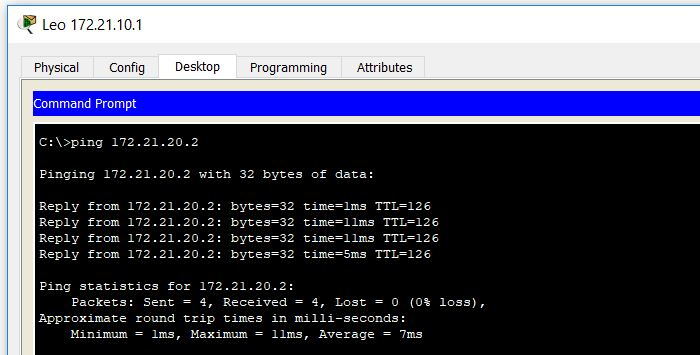 Leo 172.21.10.1
Physical Config Desktop Programming Attributes
Command Prompt
C:\>ping 172.21.20.2
Pinging 172.21.20.2 with 32 bytes of data:
Reply from 172.21.20.2: bytes=32 time=1ms TTL=126
Reply from 172.21.20.2: bytes=32 time=11ms TTL=126
Reply from 172.21.20.2: bytes=32 time=11ms TTL=126
Reply from 172.21.20.2: bytes=32 time=5ms TTL=126
Ping statistics for 172.21.20.2:
Packets: Sent = 4, Received = 4, Lost = 0 (0% loss),
Approximate round trip times in milli-seconds:
Minimum = 1ms, Maximum = 11ms, Average = 7ms